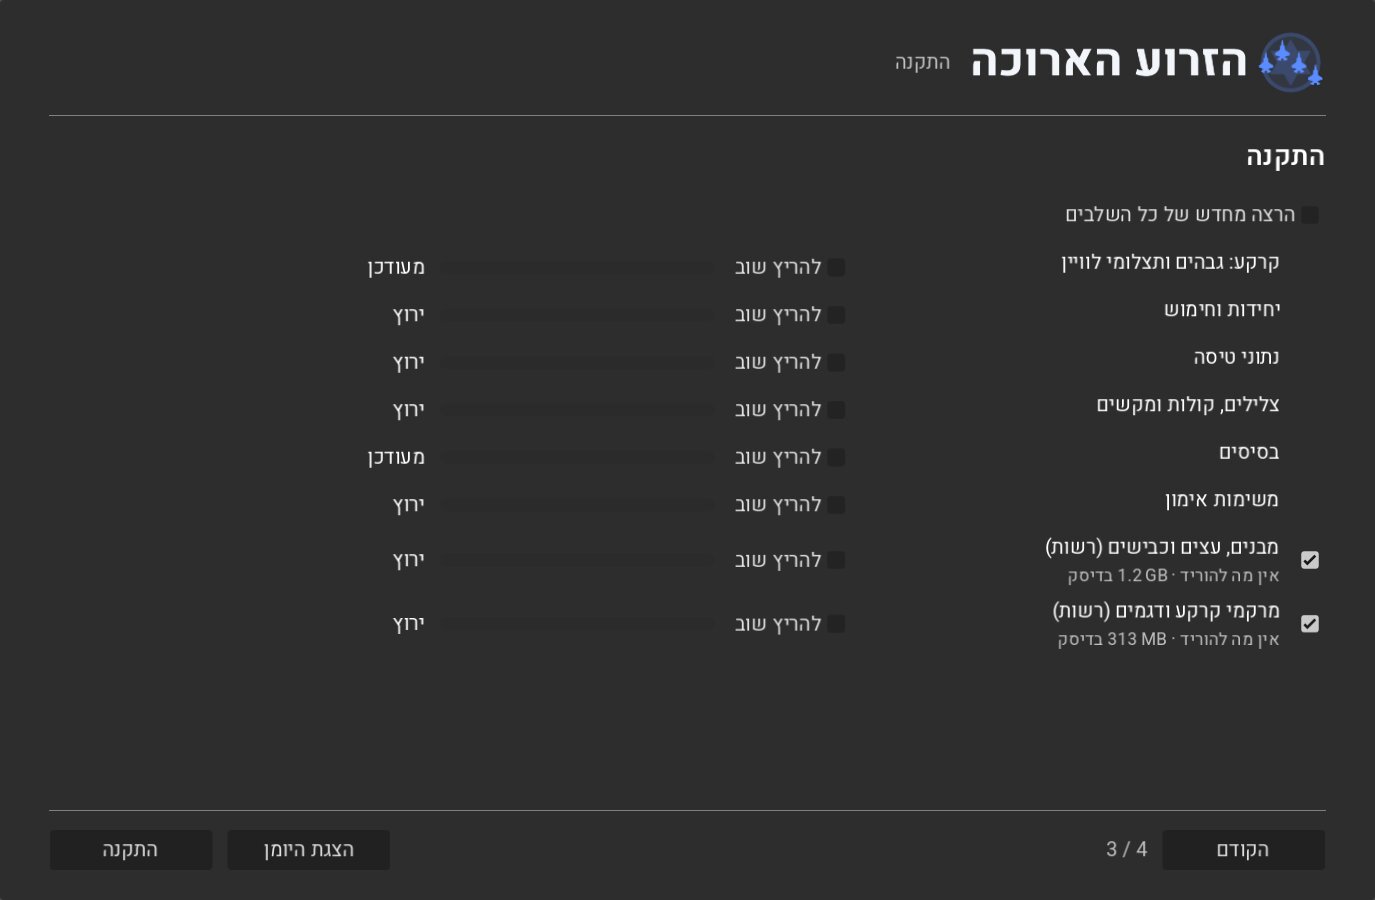 הזרוע הארוכה התקנה
התקנה
הרצה מחדש של כל השלבים
קרקע: גבהים ותצלומי לוויין להריץ שוב מעודכן
יחידות וחימוש להריץ שוב ירוץ
נתוני טיסה להריץ שוב ירוץ
צלילים, קולות ומקשים להריץ שוב ירוץ
בסיסים להריץ שוב מעודכן
משימות אימון להריץ שוב ירוץ
מבנים, עצים וכבישים (רשות) להריץ שוב ירוץ
אין מה להוריד · 1.2 GB בדיסק
מרקמי קרקע ודגמים (רשות) להריץ שוב ירוץ
אין מה להוריד · 313 MB בדיסק
הקודם 3 / 4 הצגת היומן התקנה